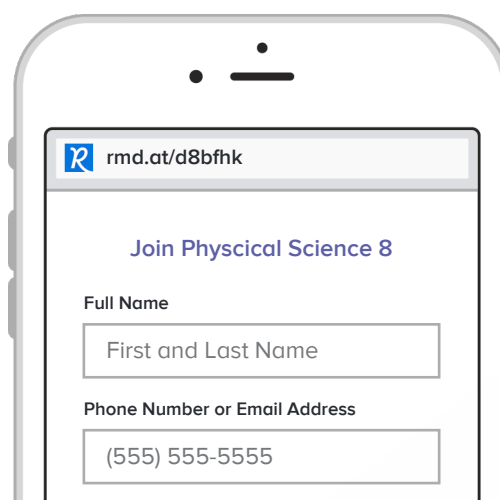 R rmd.at/d8bfhk
Join Physcical Science 8
Full Name
First and Last Name
Phone Number or Email Address
(555) 555-5555